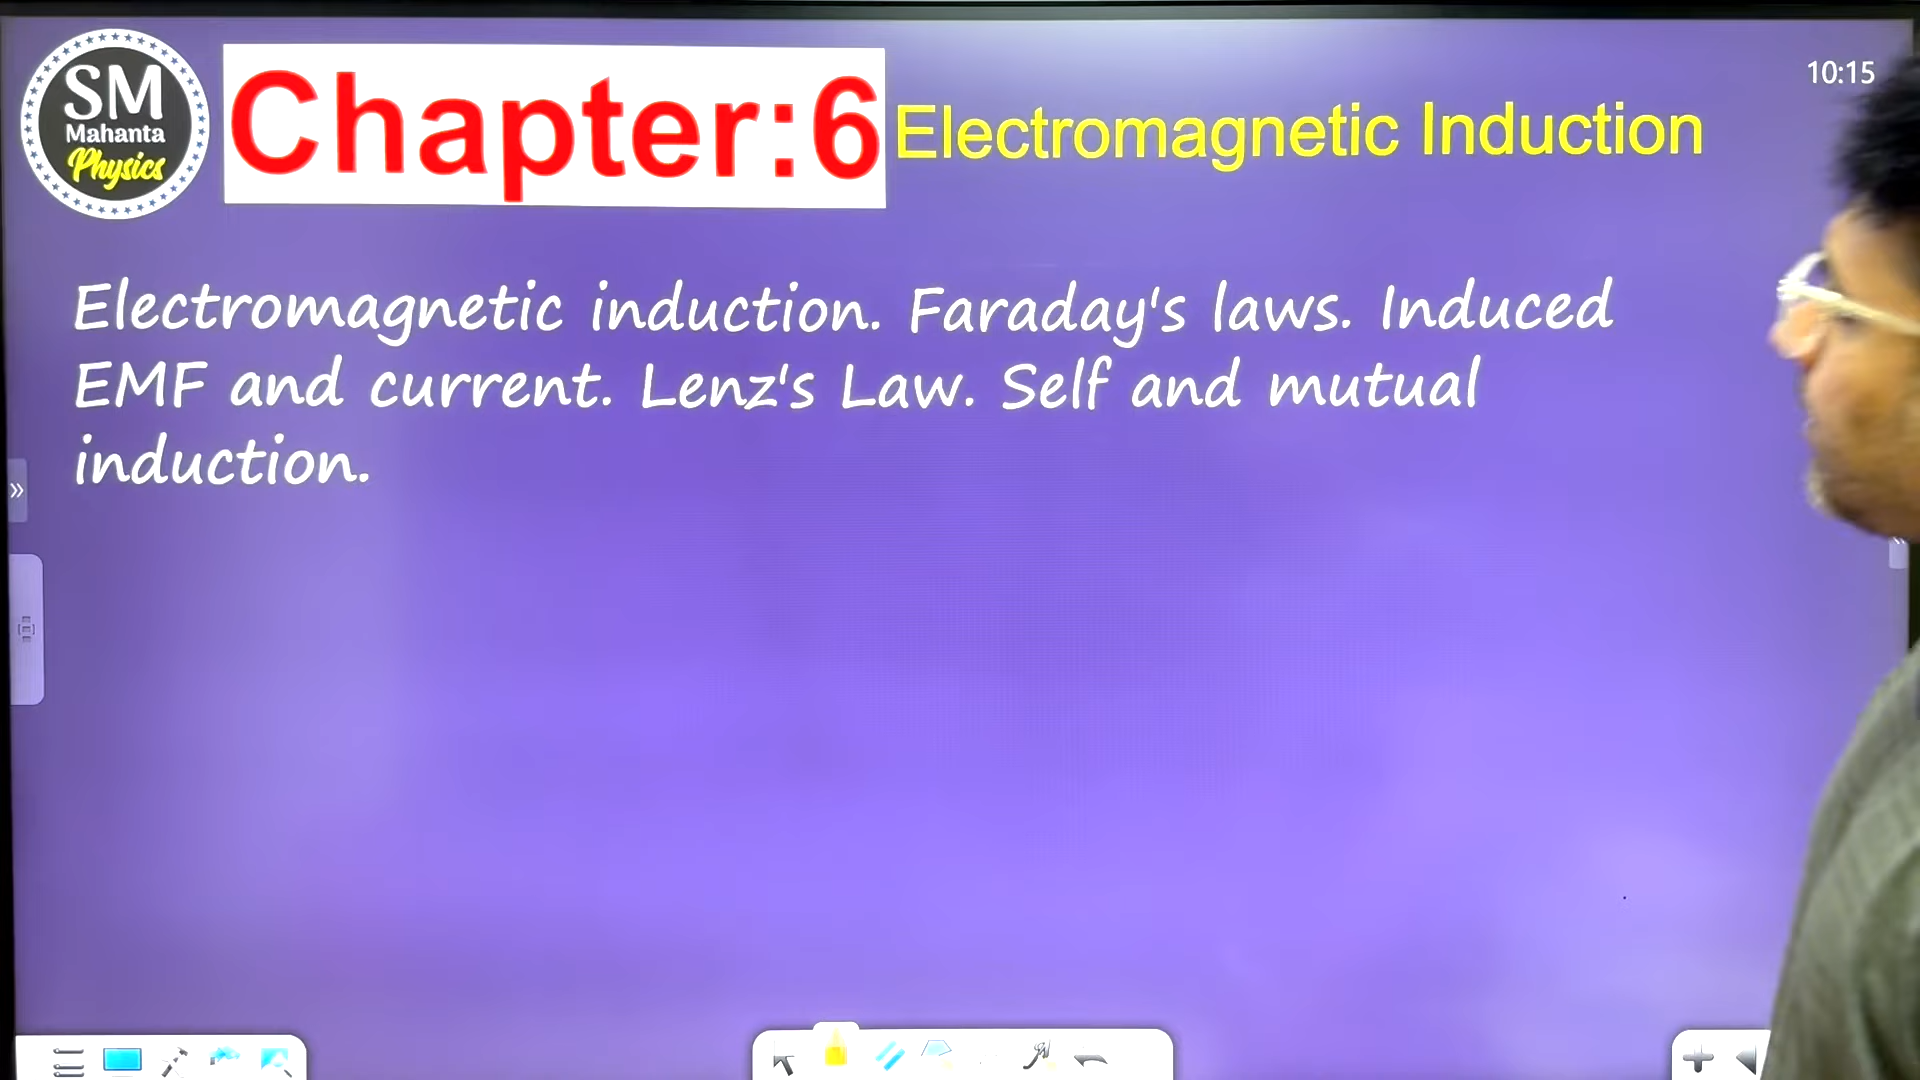 SM
Mahanta
Physics
Chapter:6
Electromagnetic Induction
10:15
Electromagnetic induction. Faraday's laws. Induced
EMF and current. Lenz's Law. Self and mutual
induction.